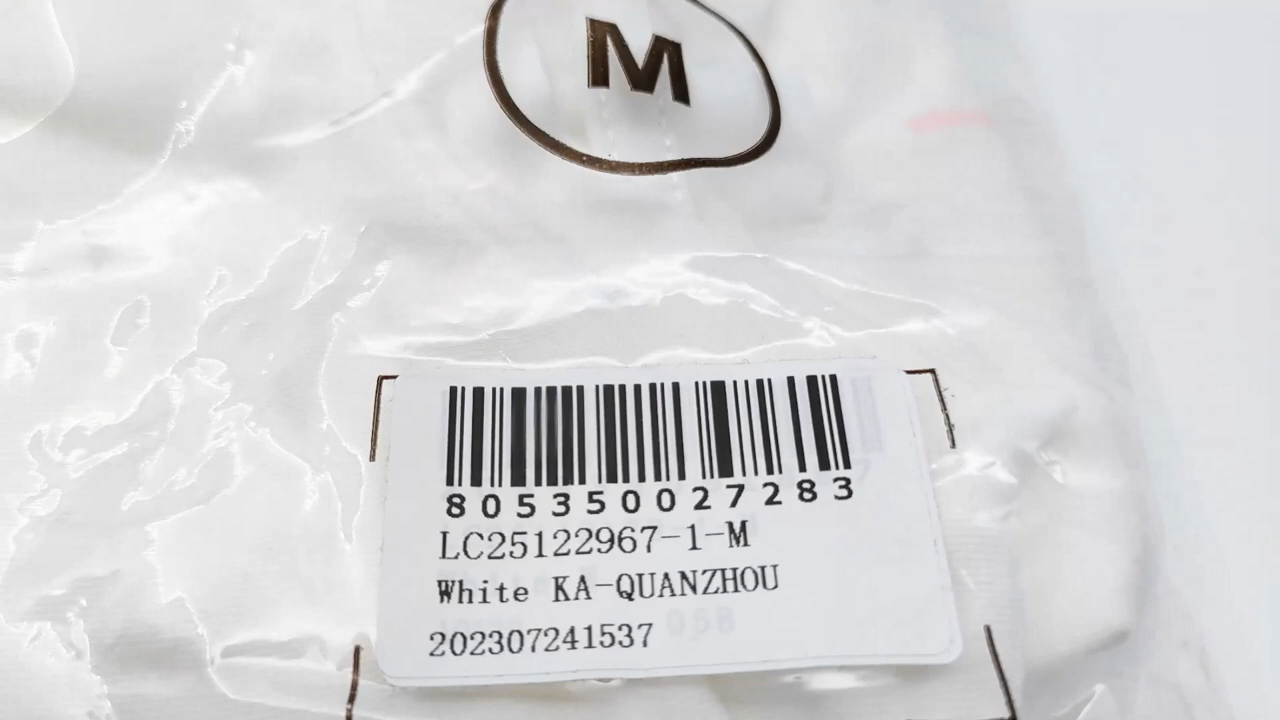 M
805350027283
LC25122967-1-M
White KA-QUANZHOU
202307241537